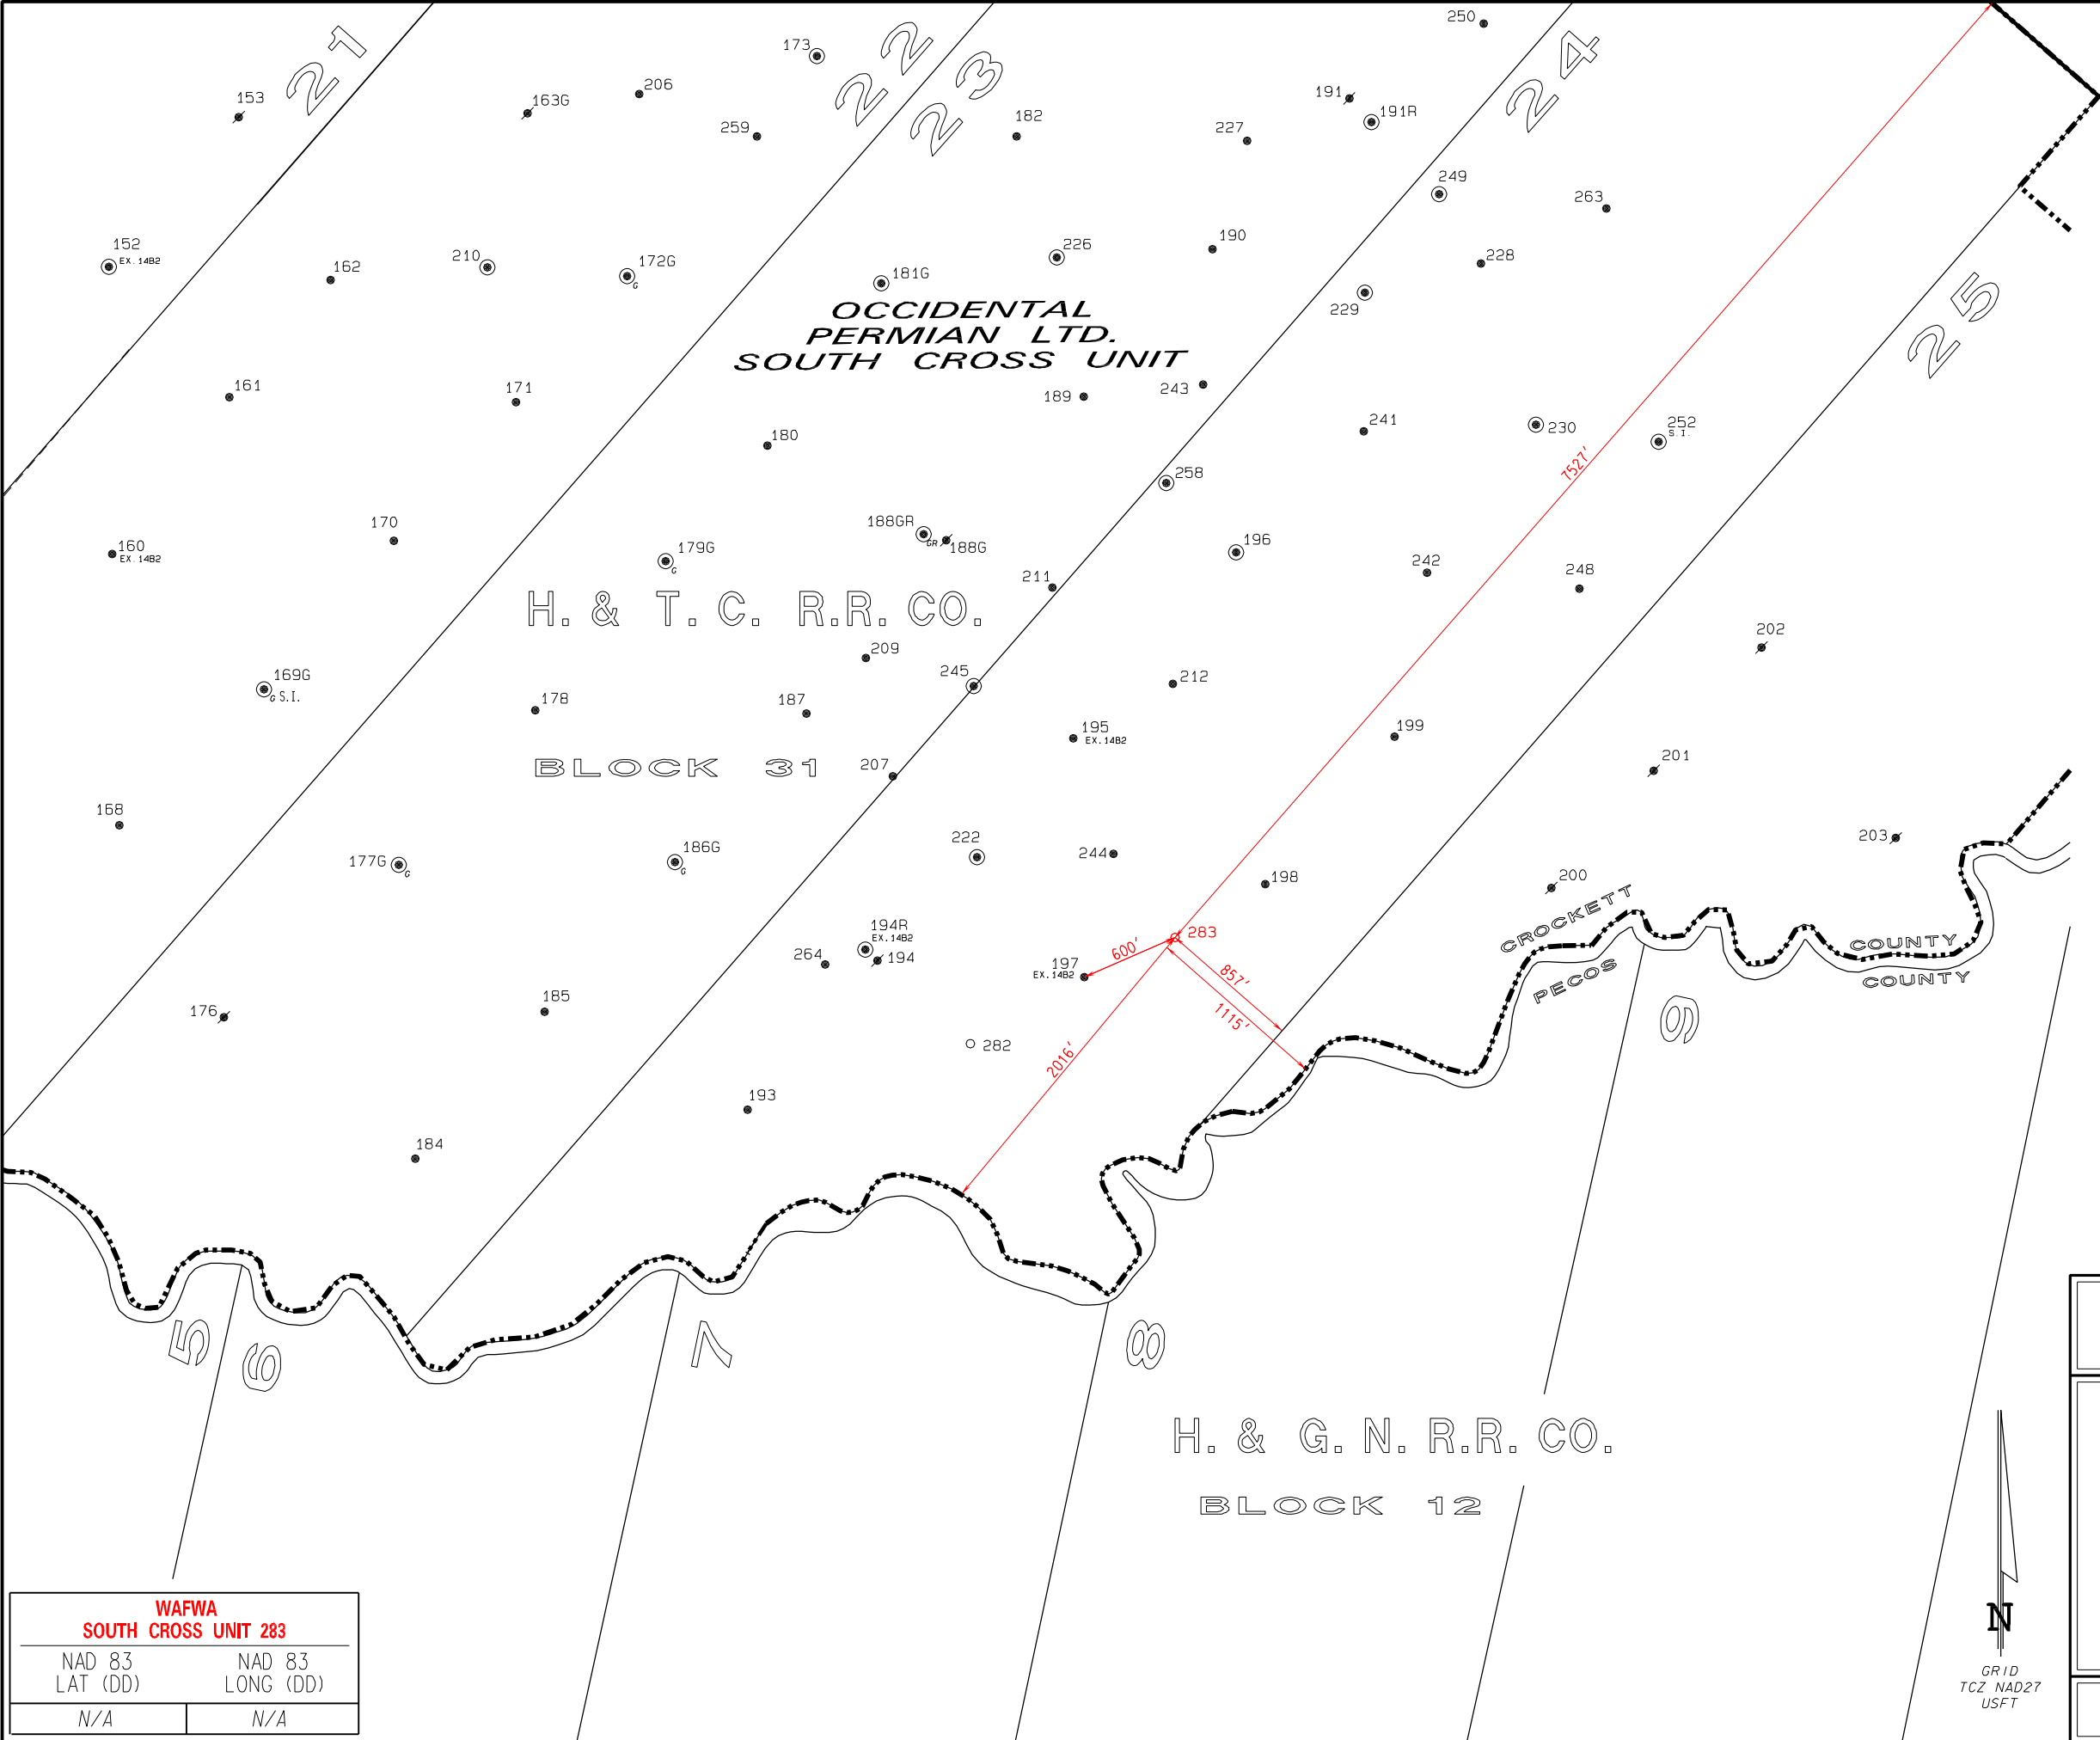 250
21
22
173
24
23
206
191
153
163G
191R
259
182
227
249
263
152
EX. 14B2
210
172G
G
226
190
162
181G
228
25
229
OCCIDENTAL
PERMIAN LTD.
SOUTH CROSS UNIT
161
171
189
243
241
230
252
S.I.
180
7527'
258
170
188GR
GR
188G
160
EX. 14B2
179G
G
196
211
242
248
H. & T. C. R.R. CO.
202
209
169G
G S.I.
245
212
178
187
195
EX. 14B2
199
BLOCK 31
207
201
168
203
177G
G
186G
G
222
244
198
200
CROCKETT COUNTY
194R
EX. 14B2
194
283
600'
264
197
EX. 14B2
857'
PECOS COUNTY
176
185
1115'
9
282
2016'
193
184
5
6
7
8
H. & G. N. R.R. CO.
BLOCK 12
WAFWA
SOUTH CROSS UNIT 283
NAD 83 NAD 83
LAT (DD) LONG (DD)
N/A N/A
N
GRID
TCZ NAD27
USFT